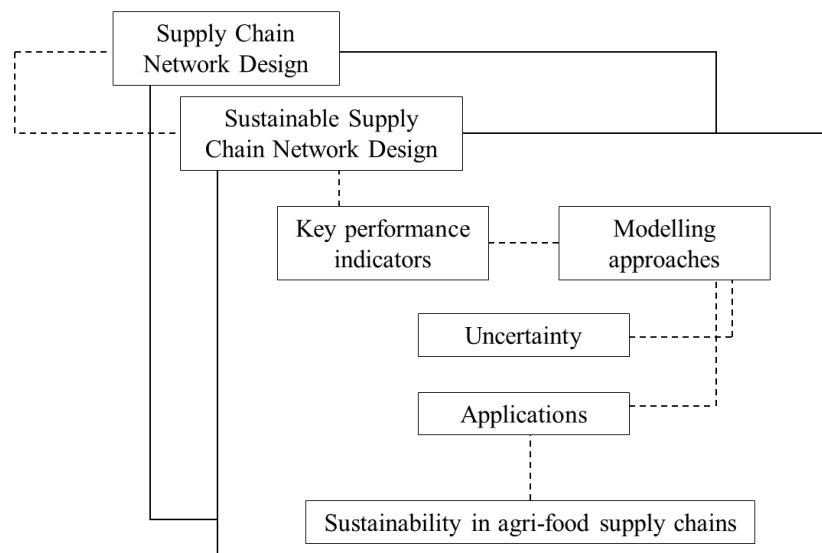 Supply Chain
Network Design
Sustainable Supply
Chain Network Design
Key performance
indicators
Modelling
approaches
Uncertainty
Applications
Sustainability in agri-food supply chains